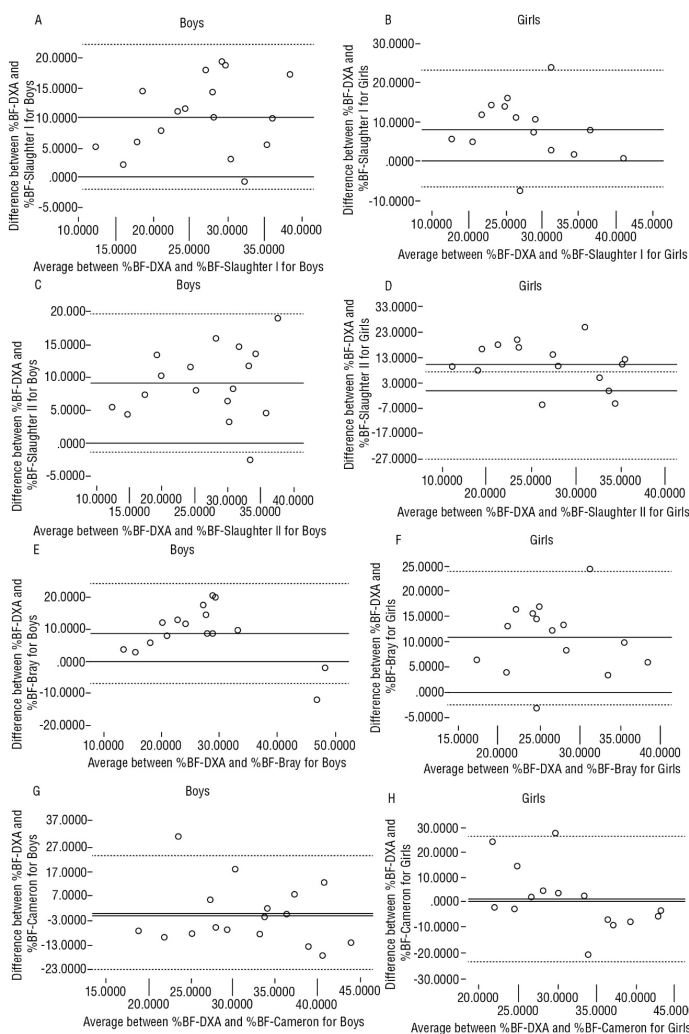 A
Boys
Difference between %BF-DXA and
%BF-Slaughter I for Boys
20.0000
15.0000
10.0000
5.0000
.0000
-5.0000
10.0000
15.0000
20.0000
25.0000
30.0000
35.0000
40.0000
Average between %BF-DXA and %BF-Slaughter I for Boys
B
Girls
Difference between %BF-DXA and
%BF-Slaughter I for Girls
30.0000
20.0000
10.0000
.0000
-10.0000
10.0000
20.0000
25.0000
30.0000
35.0000
40.0000
45.0000
Average between %BF-DXA and %BF-Slaughter I for Girls
C
Boys
Difference between %BF-DXA and
%BF-Slaughter II for Boys
20.000
15.0000
10.0000
5.0000
.0000
-5.0000
10.0000
15.0000
20.0000
25.0000
30.0000
35.0000
40.0000
Average between %BF-DXA and %BF-Slaughter II for Boys
D
Girls
Difference between %BF-DXA and
%BF-Slaughter II for Girls
33.0000
23.0000
13.0000
3.0000
-7.0000
-17.0000
-27.0000
10.0000
20.0000
25.0000
30.0000
35.0000
40.0000
Average between %BF-DXA and %BF-Slaughter II for Girls
E
Boys
Difference between %BF-DXA and
%BF-Bray for Boys
20.0000
10.0000
.0000
-10.0000
-20.0000
10.0000
20.0000
30.0000
40.0000
50.0000
Average between %BF-DXA and %BF-Bray for Boys
F
Girls
Difference between %BF-DXA and
%BF-Bray for Girls
25.0000
20.0000
15.0000
10.0000
5.0000
.0000
-5.0000
15.0000
20.0000
25.0000
30.0000
35.0000
40.0000
Average between %BF-DXA and %BF-Bray for Girls
G
Boys
Difference between %BF-DXA and
%BF-Cameron for Boys
37.0000
27.0000
17.0000
7.0000
-3.0000
-13.0000
-23.0000
15.0000
20.0000
25.0000
30.0000
35.0000
40.0000
45.0000
Average between %BF-DXA and %BF-Cameron for Boys
H
Girls
Difference between %BF-DXA and
%BF-Cameron for Girls
30.0000
20.0000
10.0000
.0000
-10.0000
-20.0000
-30.0000
20.0000
25.0000
30.0000
35.0000
40.0000
45.0000
Average between %BF-DXA and %BF-Cameron for Girls